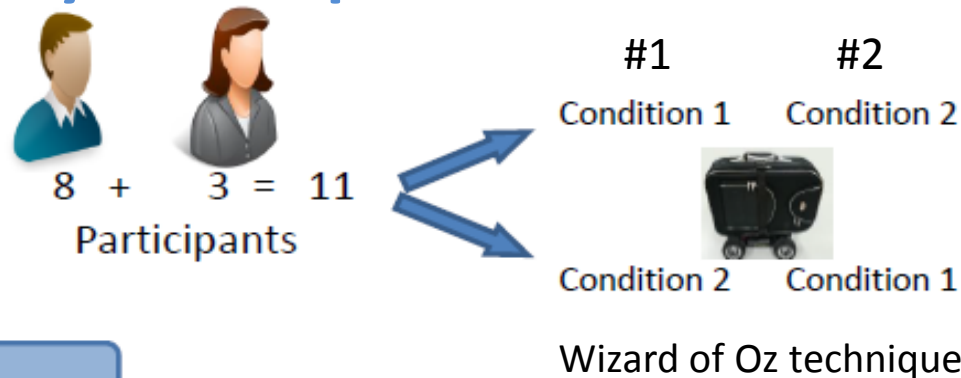 #1 #2
Condition 1 Condition 2
8 + 3 = 11
Participants
Condition 2 Condition 1
Wizard of Oz technique